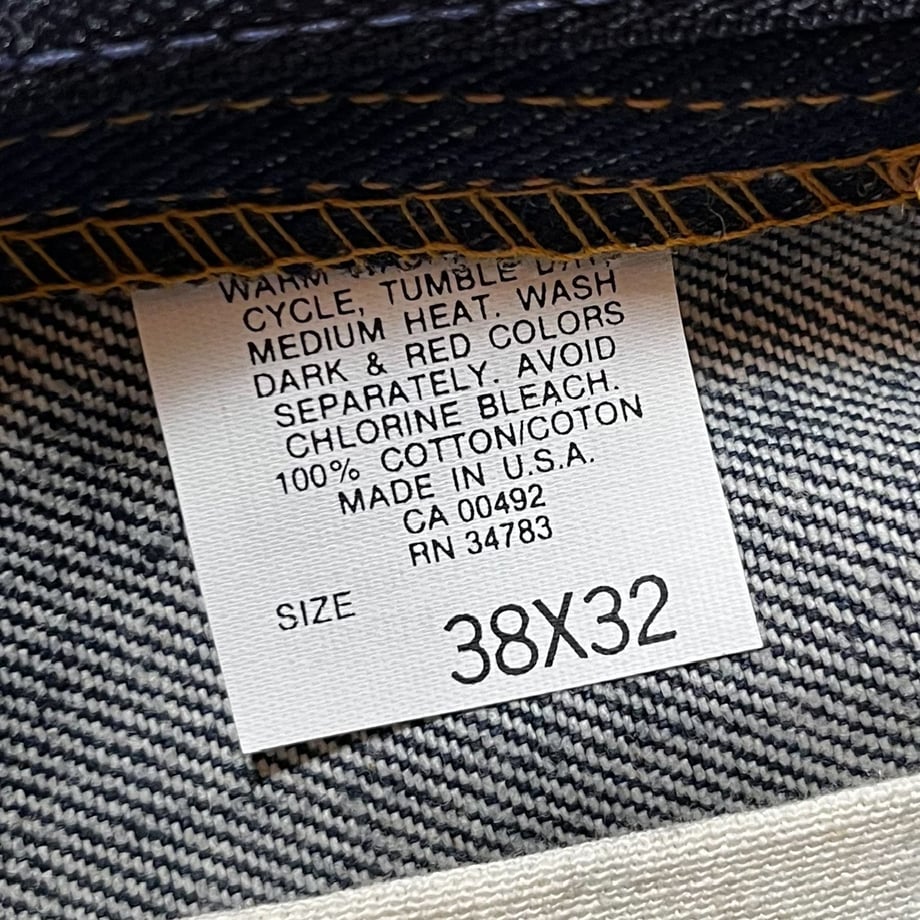 WARM
CYCLE, TUMBLE DRY,
MEDIUM HEAT. WASH
DARK & RED COLORS
SEPARATELY. AVOID
CHLORINE BLEACH.
100% COTTON/COTON
MADE IN U.S.A.
CA 00492
RN 34783
SIZE 38X32